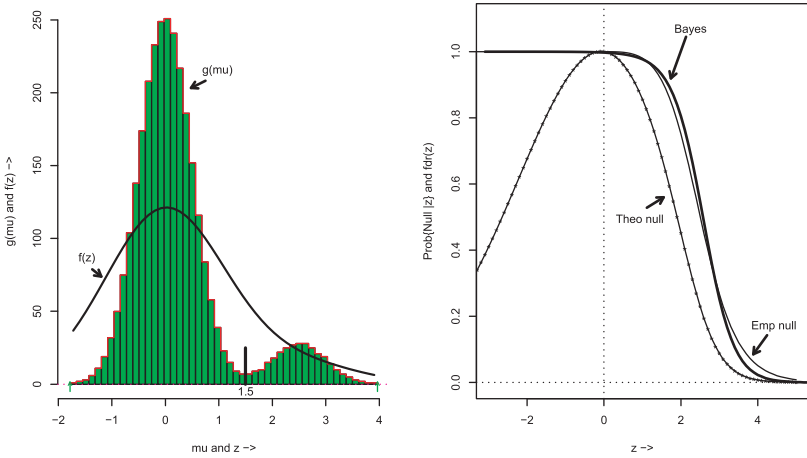 g(mu) and f(z) −>
250
200
150
100
50
0
g(mu)
f(z)
1.5
−2
−1
0
1
2
3
4
mu and z −>
Prob{Null |z} and fdr(z)
1.0
0.8
0.6
0.4
0.2
0.0
Bayes
Theo null
Emp null
−2
0
2
4
z −>